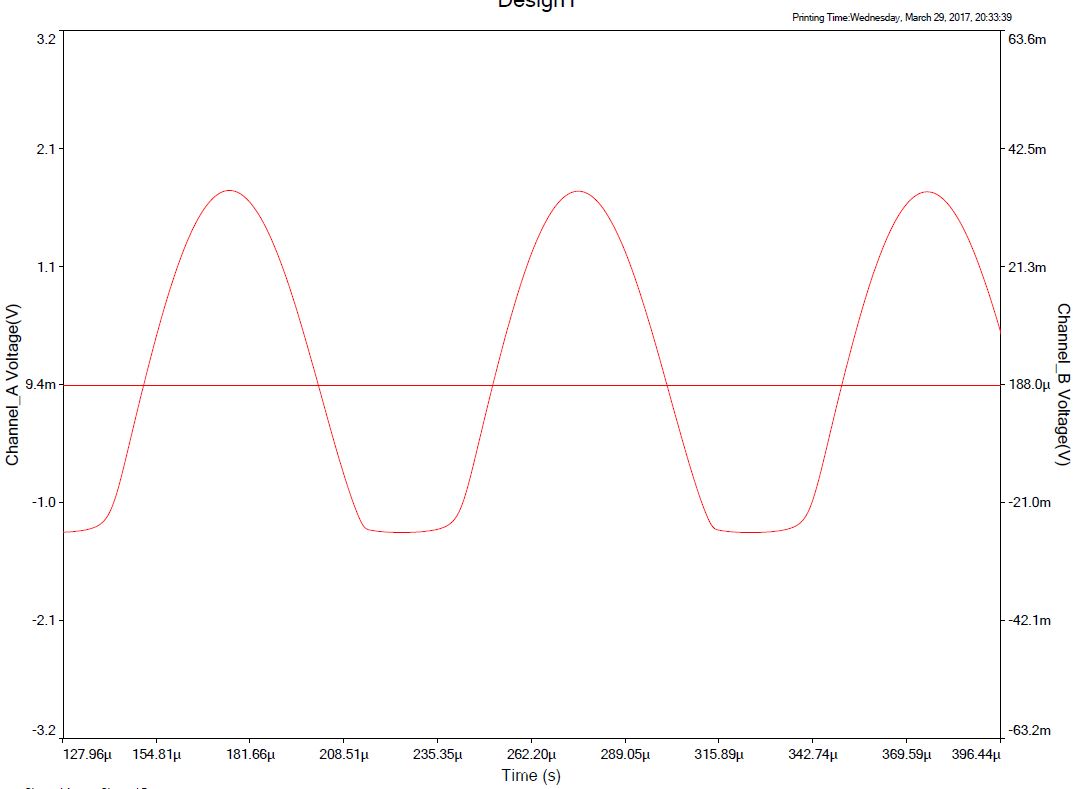 Printing Time:Wednesday, March 29, 2017, 20:33:39
3.2
2.1
1.1
9.4m
-1.0
-2.1
-3.2
Channel_A Voltage(V)
63.6m
42.5m
21.3m
188.0µ
-21.0m
-42.1m
-63.2m
Channel_B Voltage(V)
127.96µ 154.81µ 181.66µ 208.51µ 235.35µ 262.20µ 289.05µ 315.89µ 342.74µ 369.59µ 396.44µ
Time (s)